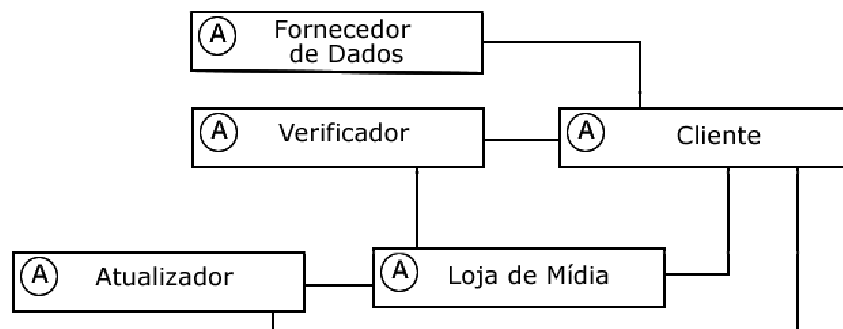 A Fornecedor
de Dados
A Verificador
A Cliente
A Atualizador
A Loja de Mídia